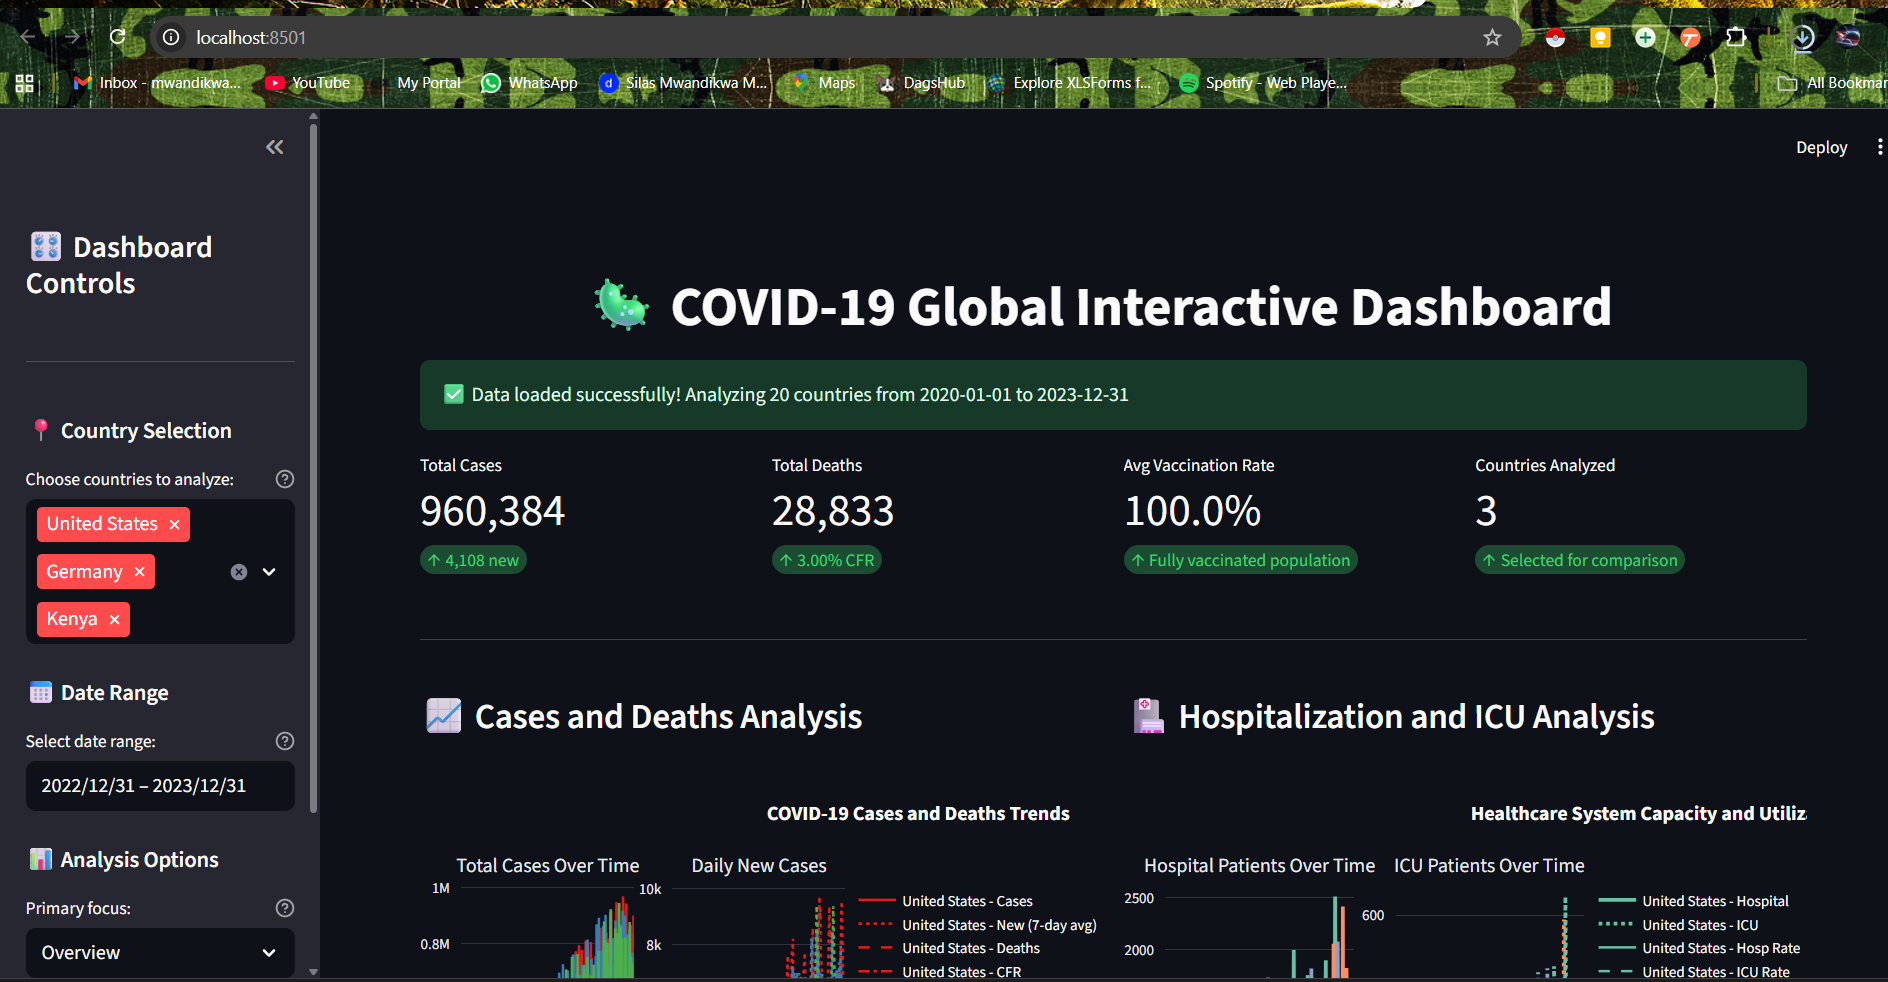 localhost:8501
Inbox - mwandikwa...
YouTube
My Portal
WhatsApp
Silas Mwandikwa M...
Maps
DagsHub
Explore XLSForms f...
Spotify - Web Playe...
All Bookmar
Deploy
Dashboard
Controls
Country Selection
Choose countries to analyze:
United States
Germany
Kenya
Date Range
Select date range:
2022/12/31 – 2023/12/31
Analysis Options
Primary focus:
Overview
COVID-19 Global Interactive Dashboard
Data loaded successfully! Analyzing 20 countries from 2020-01-01 to 2023-12-31
Total Cases
960,384
↑ 4,108 new
Total Deaths
28,833
↑ 3.00% CFR
Avg Vaccination Rate
100.0%
↑ Fully vaccinated population
Countries Analyzed
3
↑ Selected for comparison
Cases and Deaths Analysis
COVID-19 Cases and Deaths Trends
Total Cases Over Time
Daily New Cases
1M
0.8M
10k
8k
United States - Cases
United States - New (7-day avg)
United States - Deaths
United States - CFR
Hospitalization and ICU Analysis
Healthcare System Capacity and Utiliz
Hospital Patients Over Time
ICU Patients Over Time
2500
2000
600
United States - Hospital
United States - ICU
United States - Hosp Rate
United States - ICU Rate